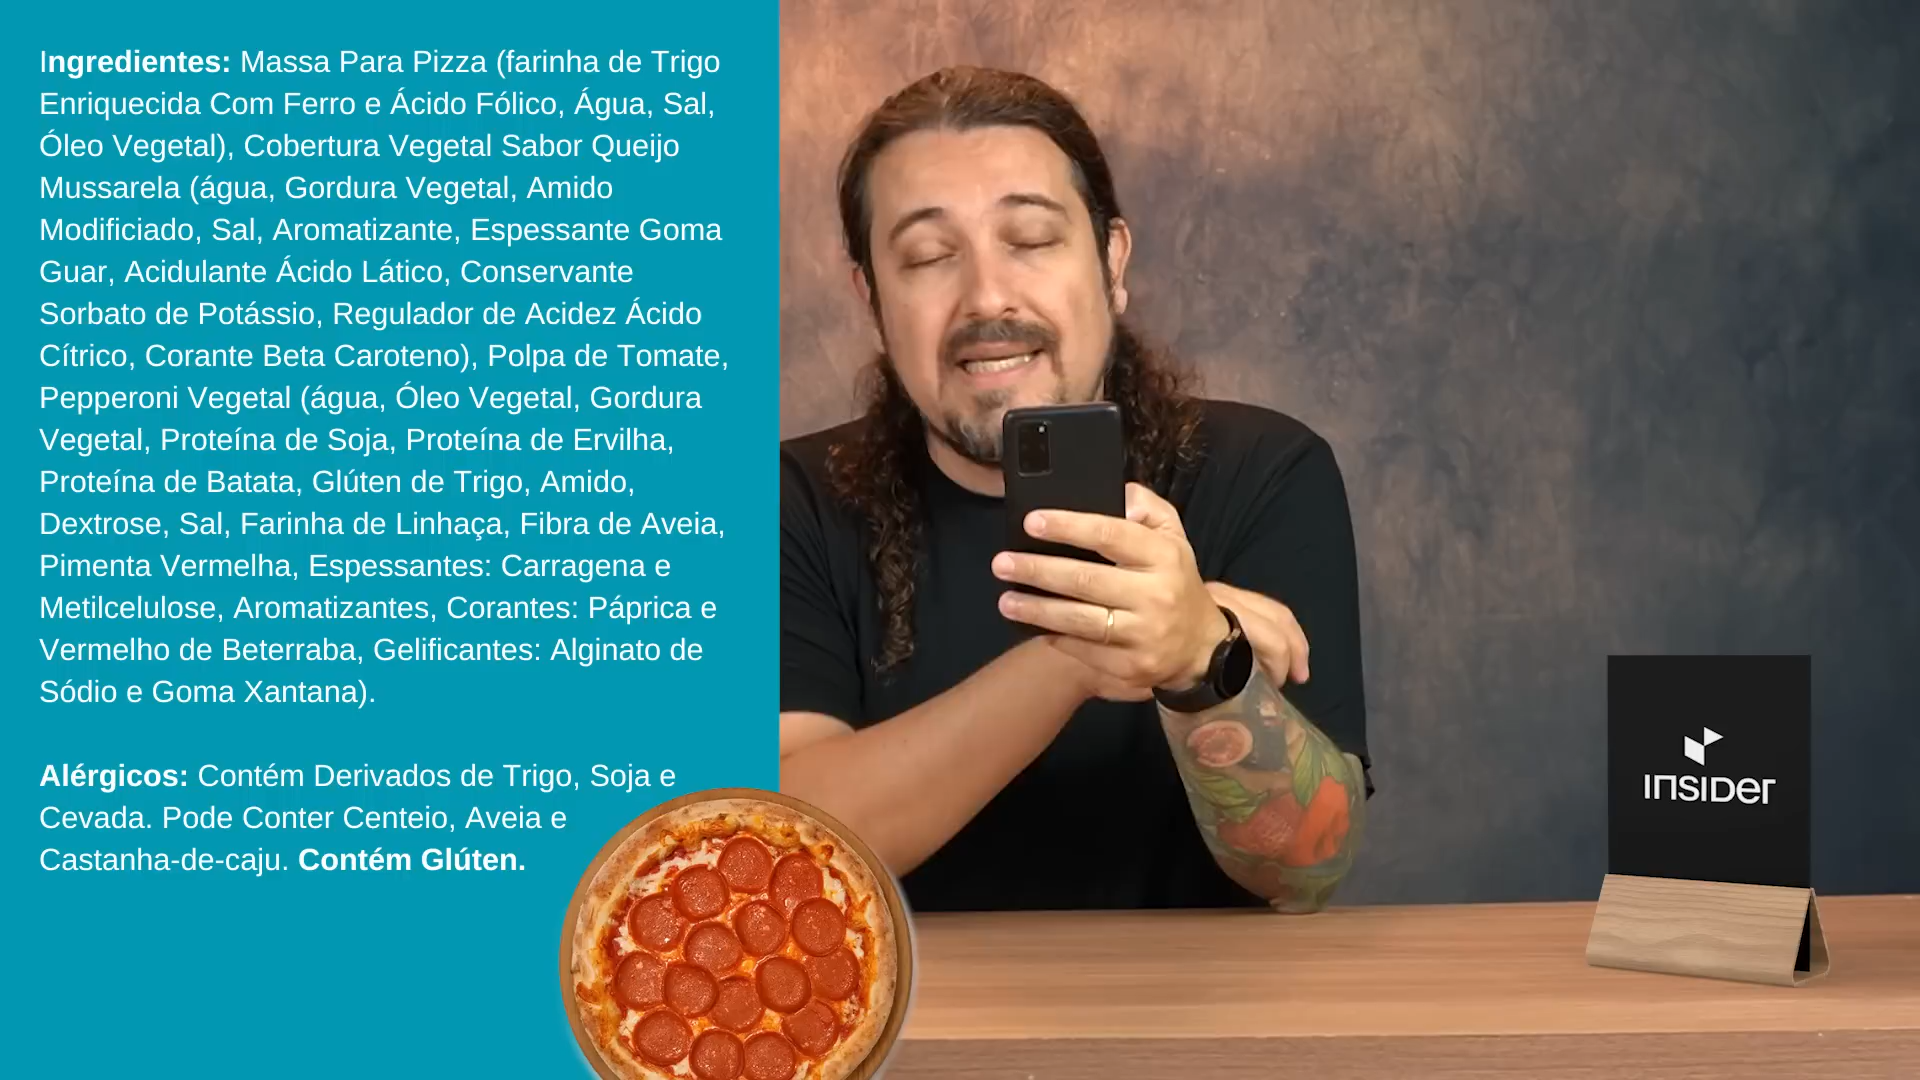 Ingredientes: Massa Para Pizza (farinha de Trigo
Enriquecida Com Ferro e Ácido Fólico, Água, Sal,
Óleo Vegetal), Cobertura Vegetal Sabor Queijo
Mussarela (água, Gordura Vegetal, Amido
Modificiado, Sal, Aromatizante, Espessante Goma
Guar, Acidulante Ácido Lático, Conservante
Sorbato de Potássio, Regulador de Acidez Ácido
Cítrico, Corante Beta Caroteno), Polpa de Tomate,
Pepperoni Vegetal (água, Óleo Vegetal, Gordura
Vegetal, Proteína de Soja, Proteína de Ervilha,
Proteína de Batata, Glúten de Trigo, Amido,
Dextrose, Sal, Farinha de Linhaça, Fibra de Aveia,
Pimenta Vermelha, Espessantes: Carragena e
Metilcelulose, Aromatizantes, Corantes: Páprica e
Vermelho de Beterraba, Gelificantes: Alginato de
Sódio e Goma Xantana).
Alérgicos: Contém Derivados de Trigo, Soja e
Cevada. Pode Conter Centeio, Aveia e
Castanha-de-caju. Contém Glúten.
INSIDER